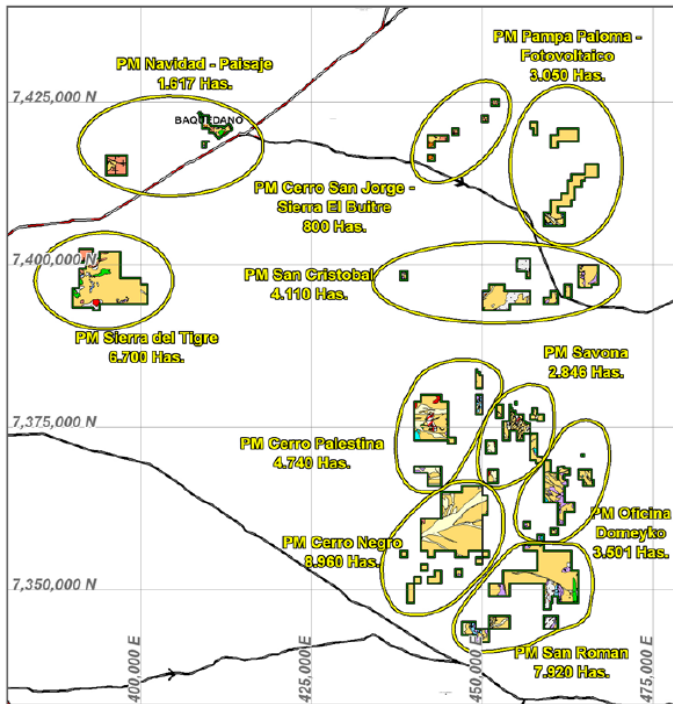 PM Navidad - Paisaje
1.617 Has.
PM Pampa Paloma -
Fotovoltaico
3.050 Has.
7,425,000 N
BAQUEDANO
PM Cerro San Jorge -
Sierra El Buitre
800 Has.
7,400,000 N
PM San Cristobal
4.110 Has.
PM Sierra del Tigre
6.700 Has.
PM Savona
2.846 Has.
7,375,000 N
PM Cerro Palestina
4.740 Has.
PM Oficina
Domeyko
3.501 Has.
PM Cerro Negro
8.960 Has.
7,350,000 N
PM San Roman
7.920 Has.
400,000 E
425,000 E
450,000 E
475,000 E